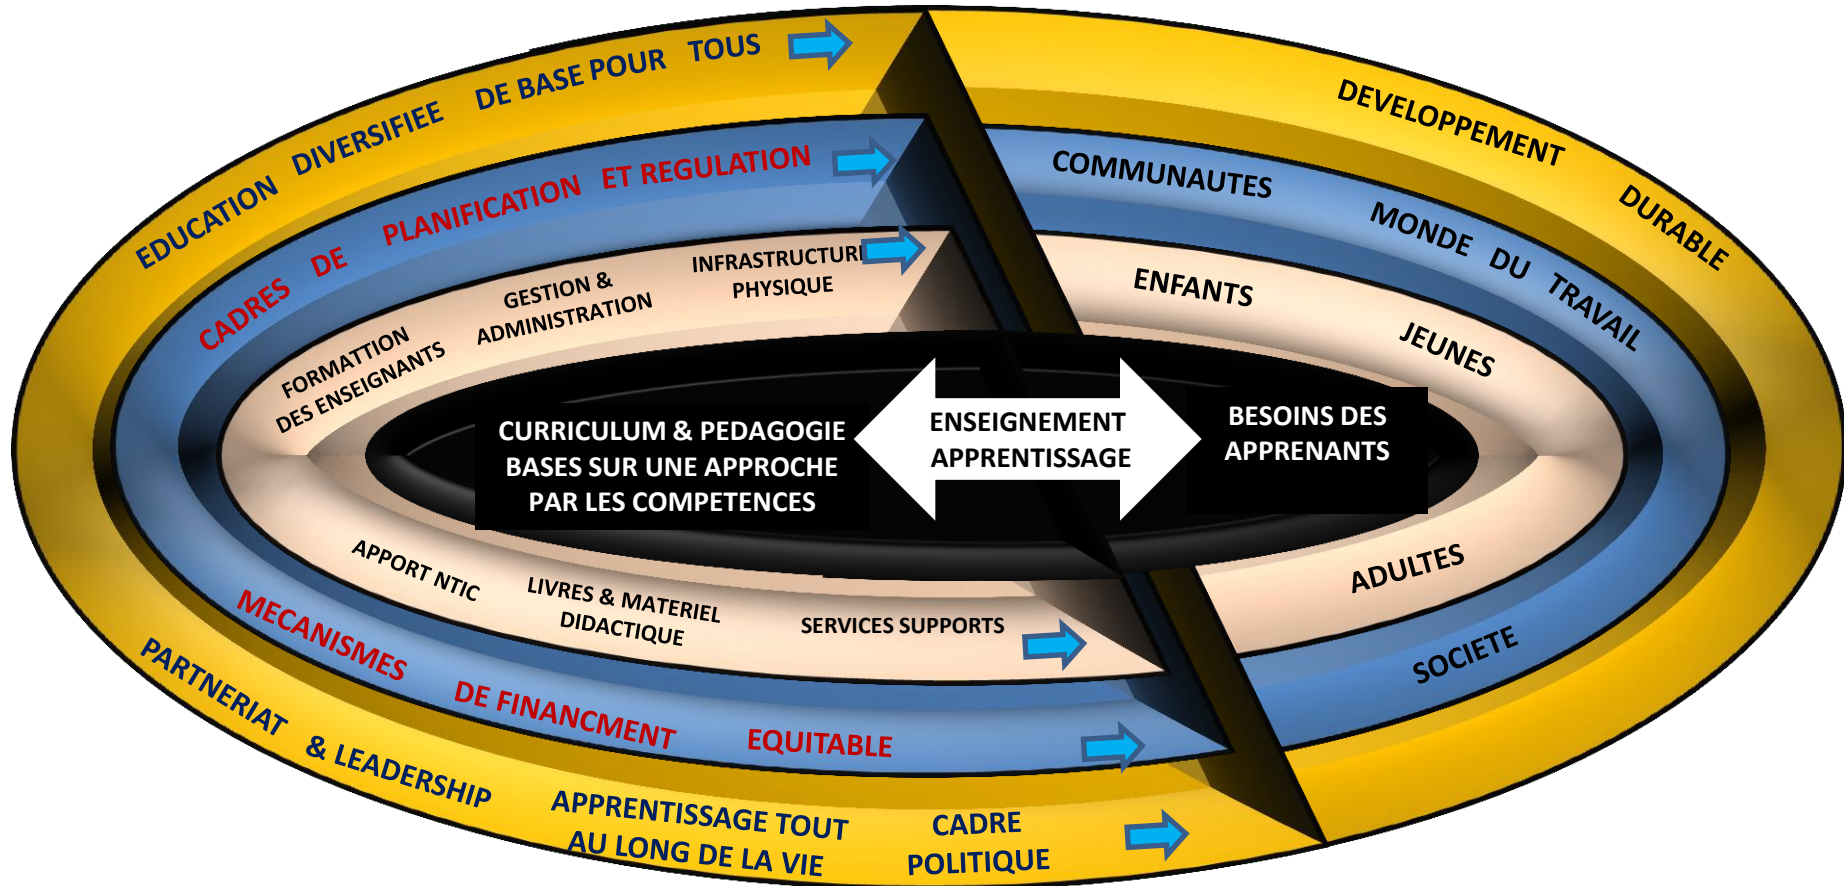 EDUCATION DIVERSIFIEE DE BASE POUR TOUS
CADRES DE PLANIFICATION ET REGULATION
FORMATTION
DES ENSEIGNANTS
GESTION &
ADMINISTRATION
INFRASTRUCTURE
PHYSIQUE
CURRICULUM & PEDAGOGIE
BASES SUR UNE APPROCHE
PAR LES COMPETENCES
ENSEIGNEMENT
APPRENTISSAGE
BESOINS DES
APPRENANTS
DEVELOPPEMENT DURABLE
COMMUNAUTES
MONDE DU TRAVAIL
ENFANTS
JEUNES
ADULTES
SOCIETE
APPORT NTIC
LIVRES & MATERIEL
DIDACTIQUE
SERVICES SUPPORTS
MECANISMES DE FINANCMENT EQUITABLE
PARTNERIAT & LEADERSHIP
APPRENTISSAGE TOUT
AU LONG DE LA VIE
CADRE
POLITIQUE